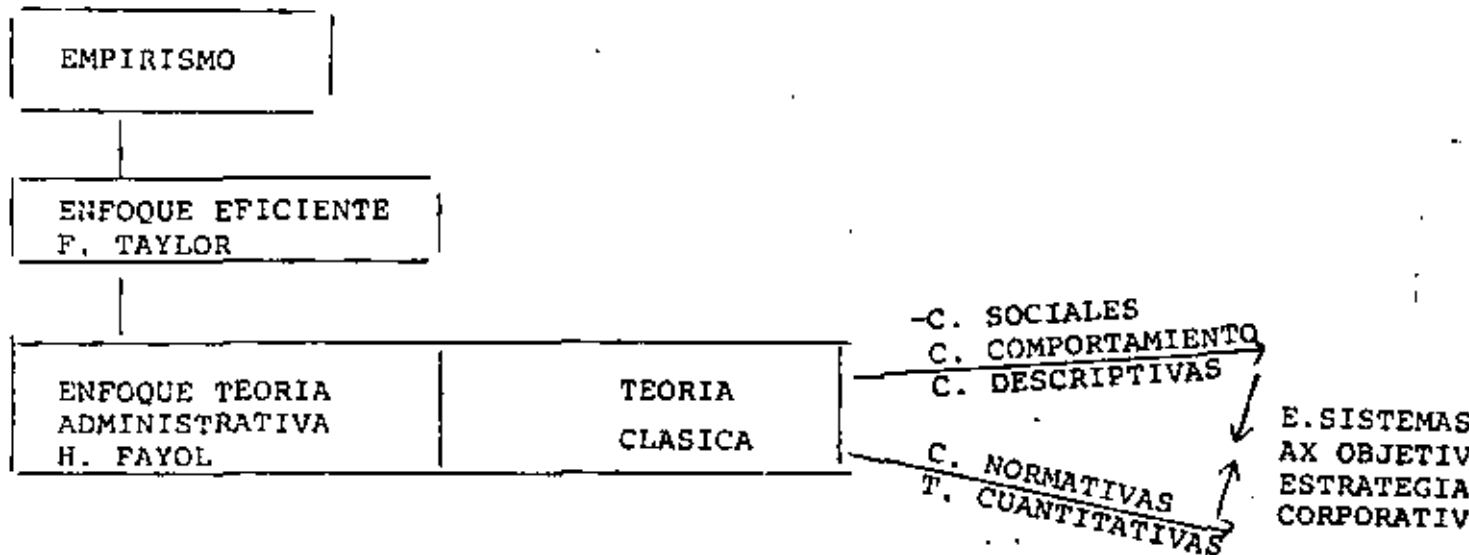 EMPIRISMO
ENFOQUE EFICIENTE
F. TAYLOR
ENFOQUE TEORIA
ADMINISTRATIVA
H. FAYOL
TEORIA
CLASICA
-C. SOCIALES
C. COMPORTAMIENTO
C. DESCRIPTIVAS
C. NORMATIVAS
T. CUANTITATIVAS
E.SISTEMAS
AX OBJETIV
ESTRATEGIA
CORPORATIV